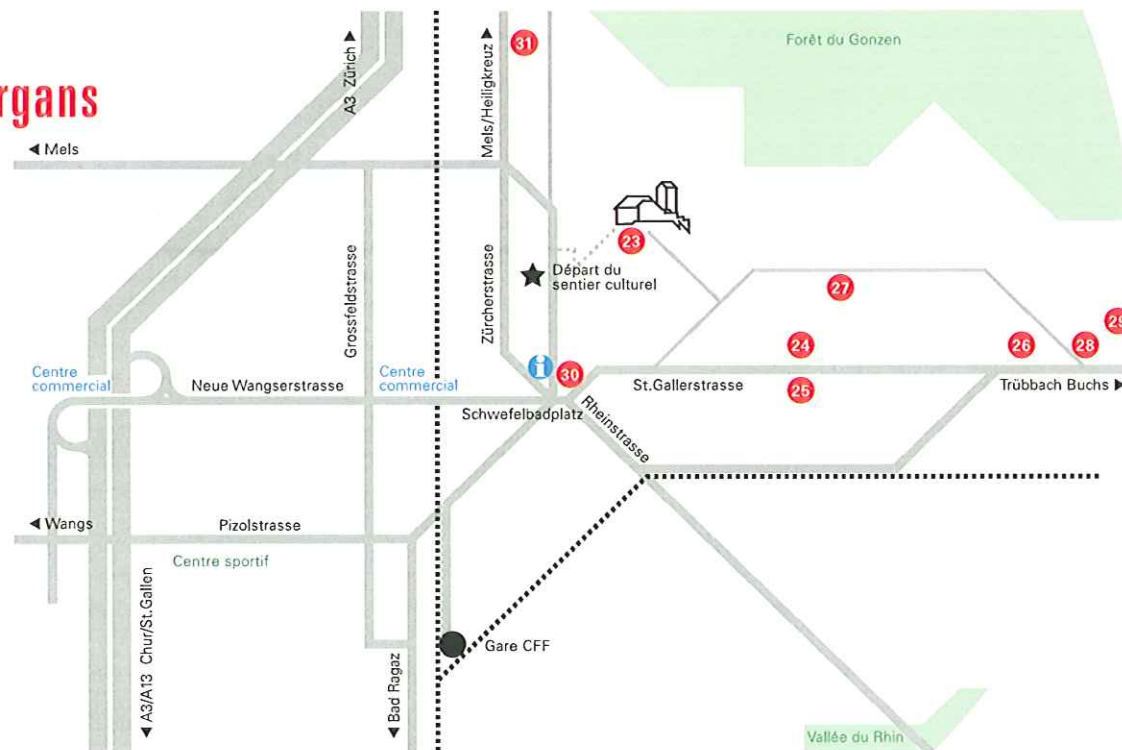 rgans
A3 Zürich
Mels/Heiligkreuz
31
Forêt du Gonzen
Mels
23
Grossfeldstrasse
Zürcherstrasse
Départ du
sentier culturel
27
24
26
28
29
Centre
commercial
Neue Wangserstrasse
Centre
commercial
i
30
St.Gallerstrasse
25
Trübbach Buchs
Schwefelbadplatz
Rheinstrasse
Wangs
Pizolstrasse
Centre sportif
A3/A13 Chur/St.Gallen
Bad Ragaz
Gare CFF
Vallée du Rhin